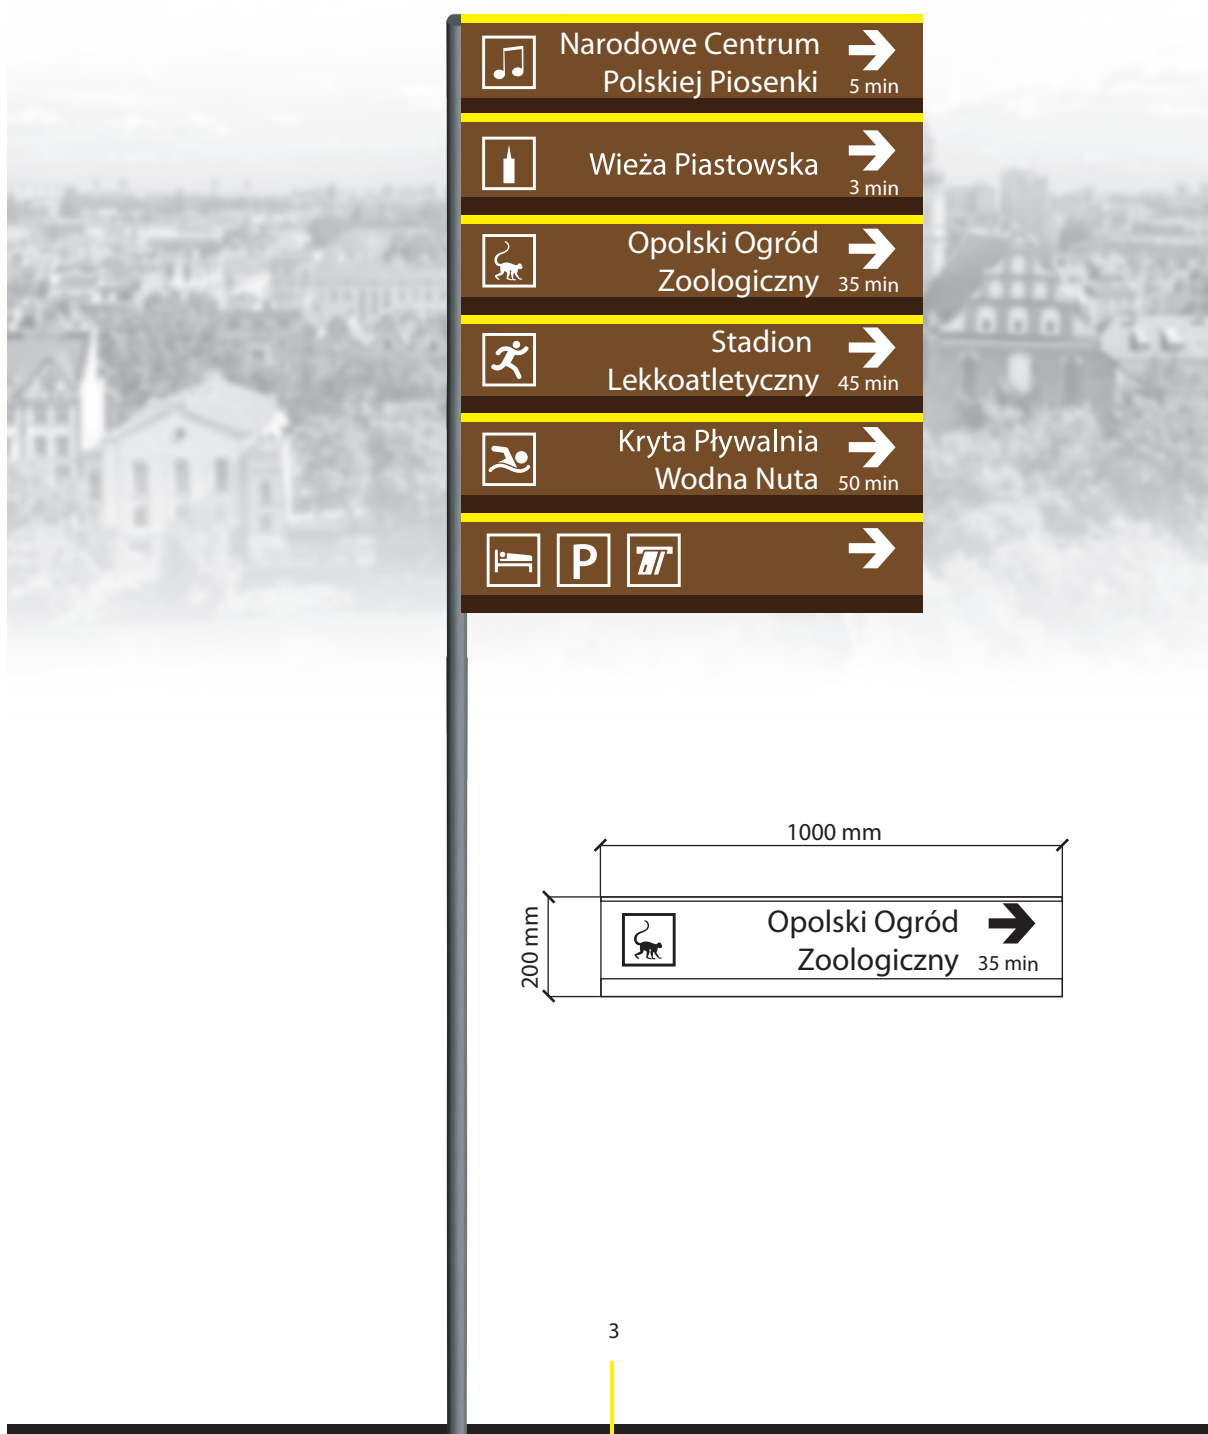 Narodowe Centrum
Polskiej Piosenki
5 min
Wieża Piastowska
3 min
Opolski Ogród
Zoologiczny
35 min
Stadion
Lekkoatletyczny
45 min
Kryta Pływalnia
Wodna Nuta
50 min
P
1000 mm
200 mm
Opolski Ogród
Zoologiczny
35 min
3